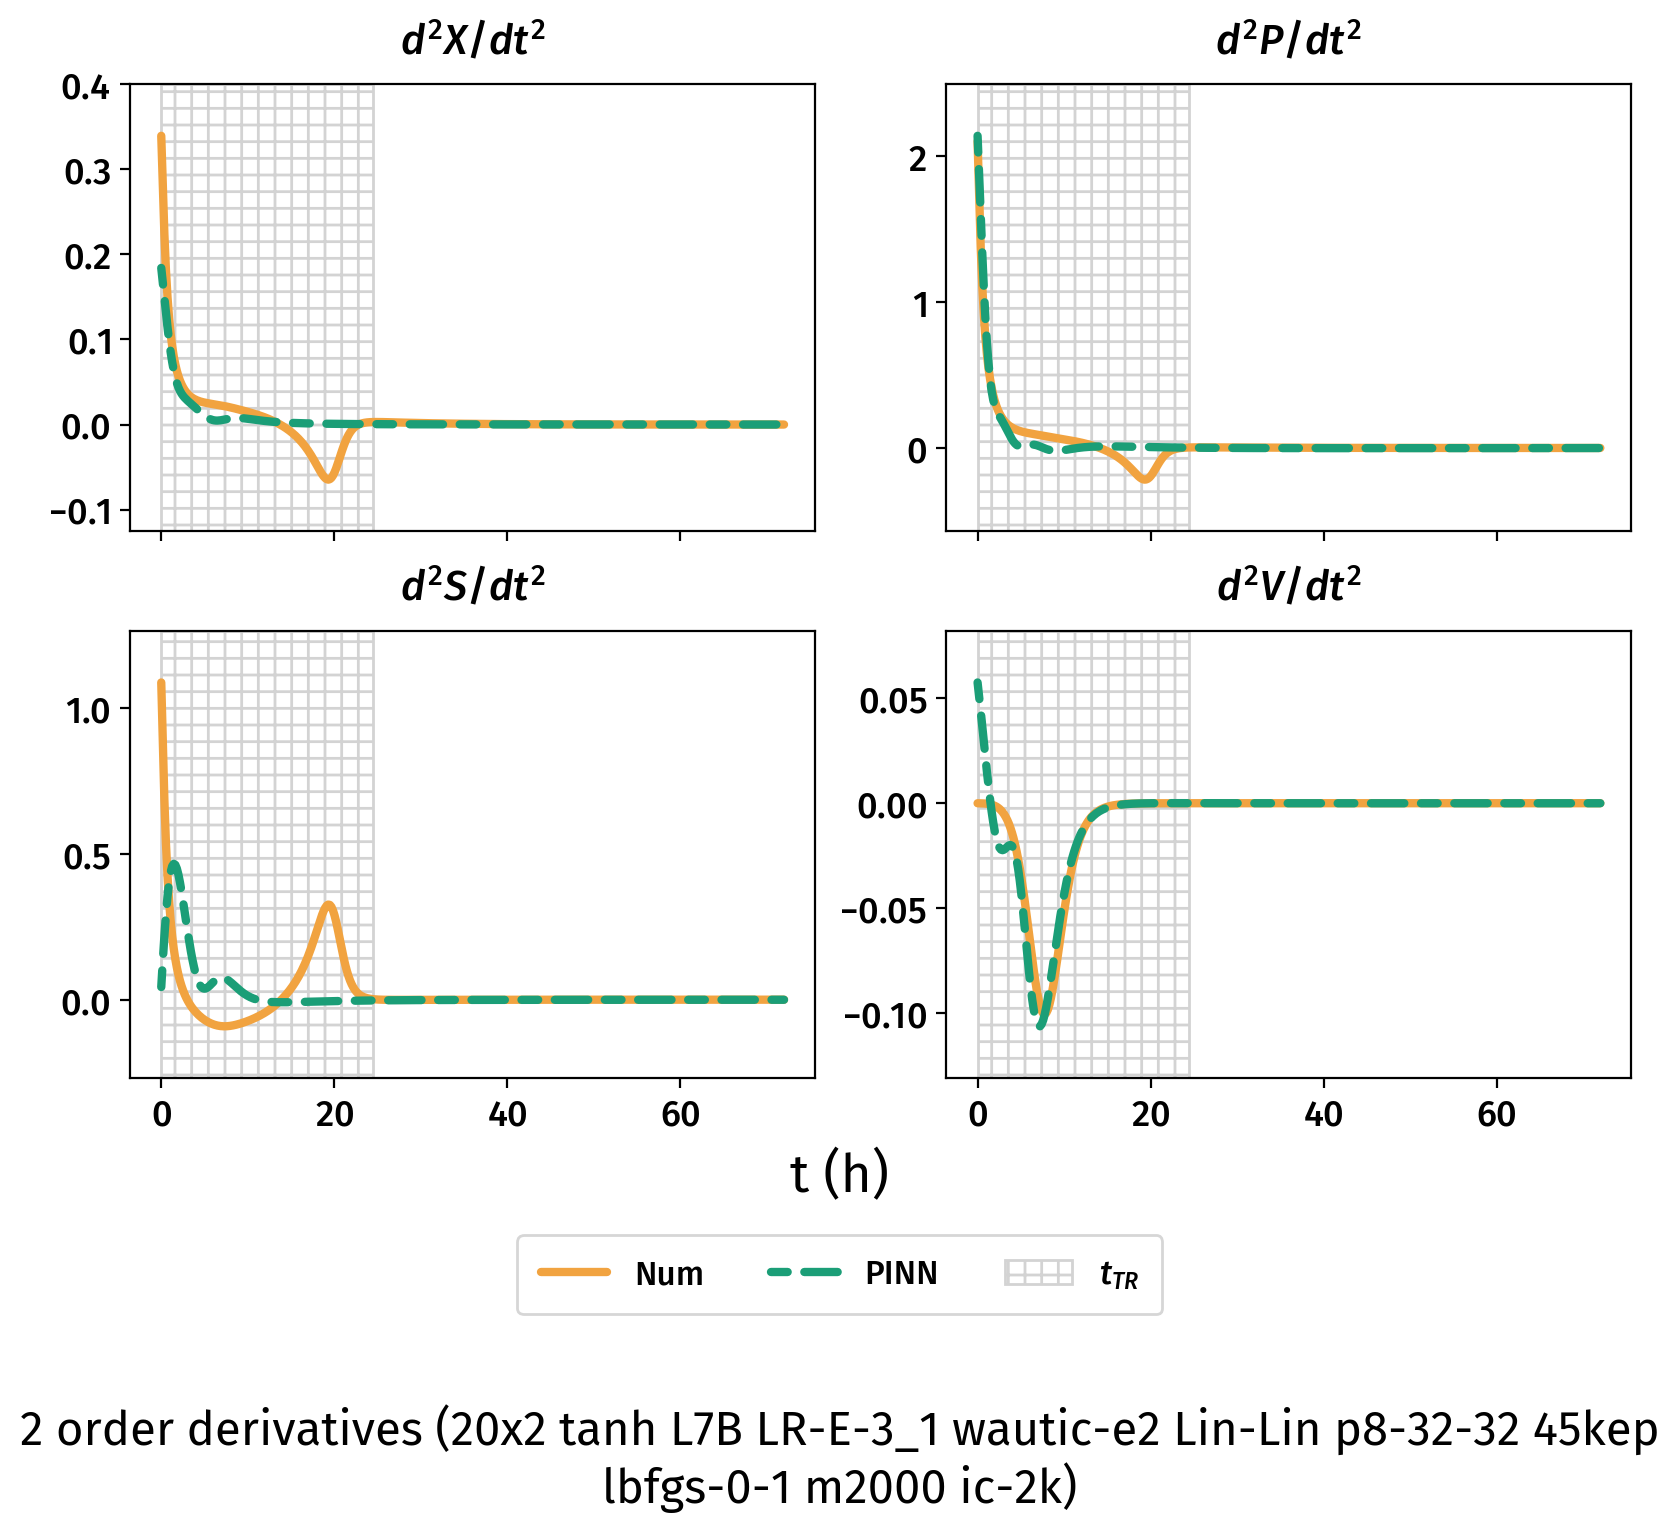 d²X/dt²
d²P/dt²
0.4
0.3
0.2
0.1
0.0
−0.1
2
1
0
d²S/dt²
d²V/dt²
1.0
0.5
0.0
0.05
0.00
−0.05
−0.10
0 20 40 60
0 20 40 60
t (h)
Num PINN t_TR
2 order derivatives (20x2 tanh L7B LR-E-3_1 wautic-e2 Lin-Lin p8-32-32 45kep
lbfgs-0-1 m2000 ic-2k)